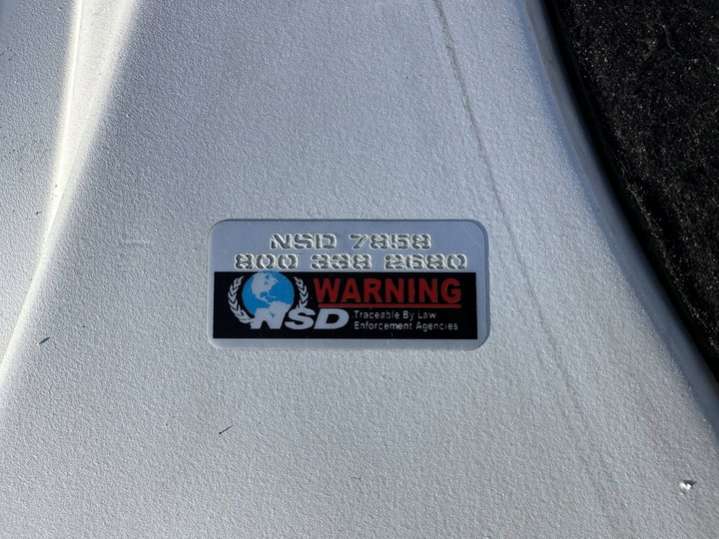 NSD 7858
800 338 2680
WARNING
NSD
Traceable By Law
Enforcement Agencies